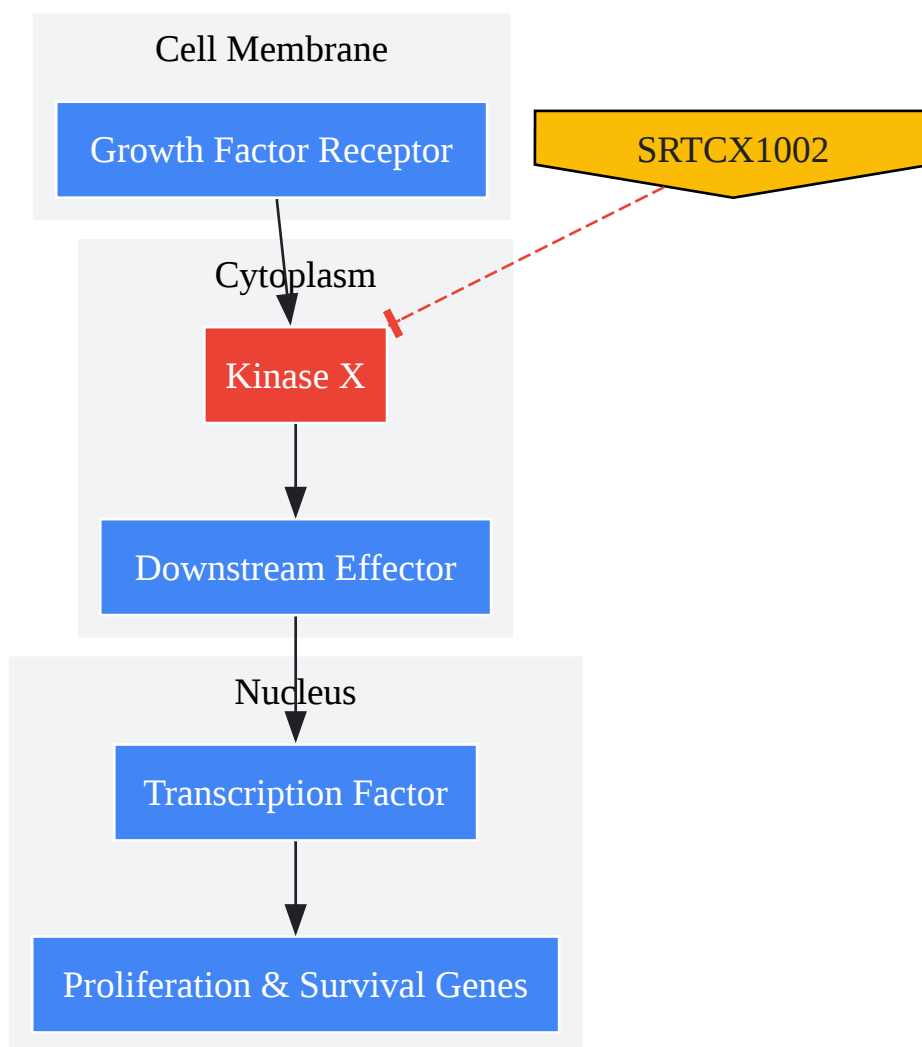 Cell Membrane
Growth Factor Receptor
SRTCX1002
Cytoplasm
Kinase X
Downstream Effector
Nucleus
Transcription Factor
Proliferation & Survival Genes